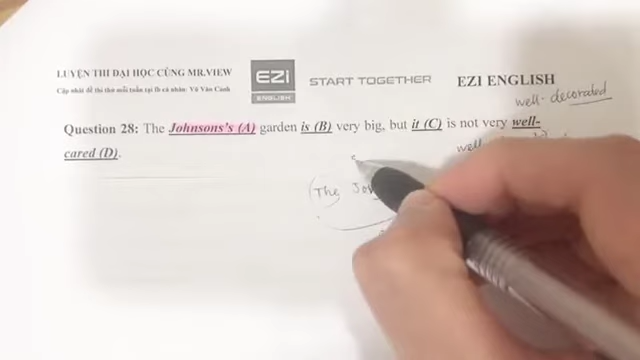 LUYỆN THI ĐẠI HỌC CÙNG MR.VIEW
Cập nhât đề thi thử mỗi tuần tại fb cá nhân: Vũ Văn Cảnh
EZi
ENGLISH
START TOGETHER
EZI ENGLISH
well-decorated
Question 28: The Johnsons's (A) garden is (B) very big, but it (C) is not very well-
cared (D).
well
The